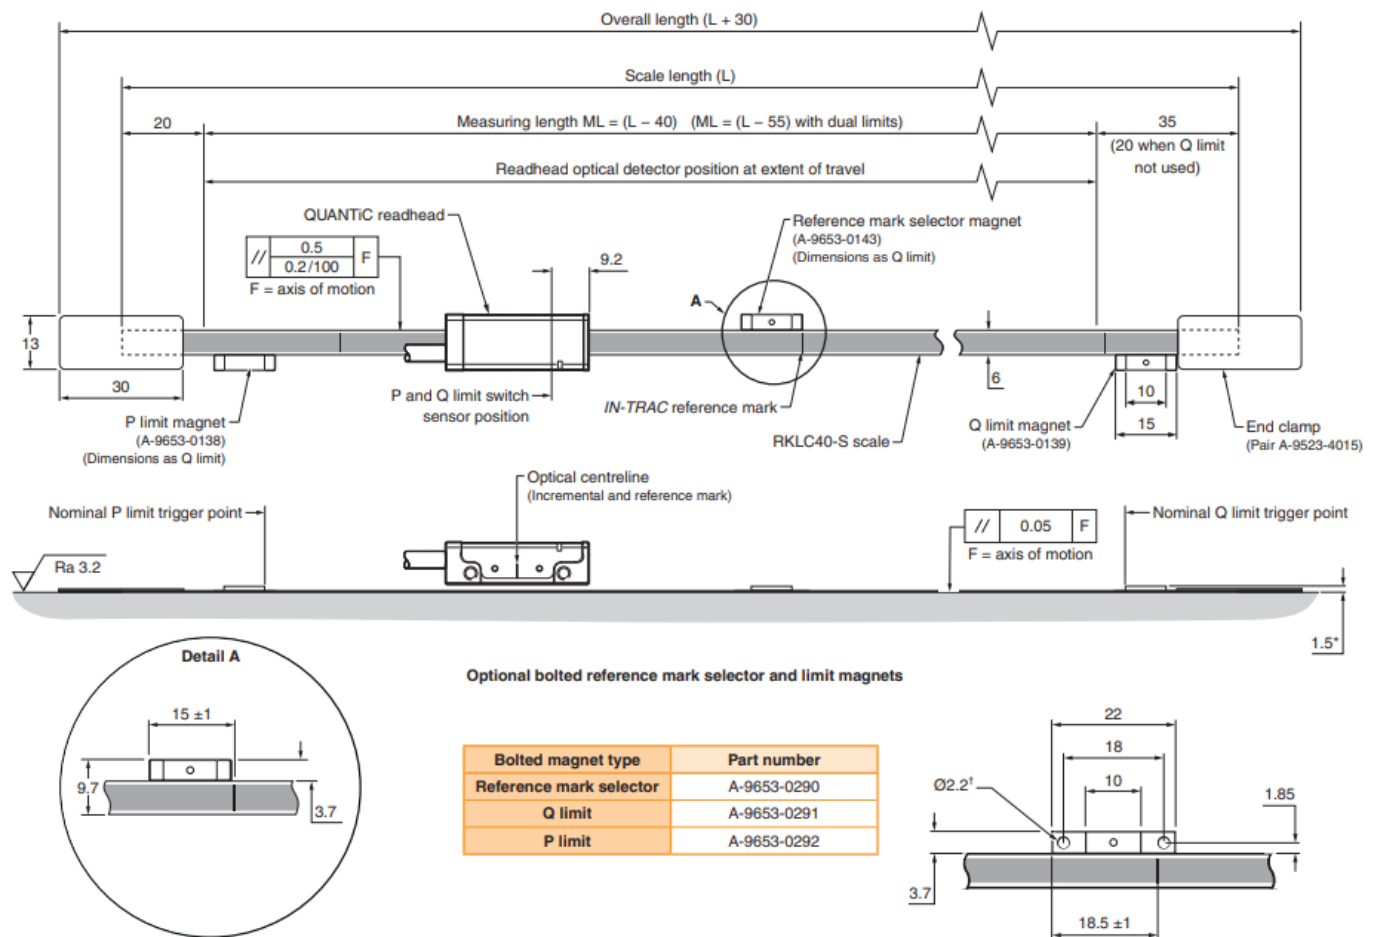 Overall length (L + 30)
Scale length (L)
20
Measuring length ML = (L − 40)   (ML = (L − 55) with dual limits)
35
(20 when Q limit
not used)
Readhead optical detector position at extent of travel
QUANTiC readhead
Reference mark selector magnet
(A-9653-0143)
(Dimensions as Q limit)
// 0.5 F
0.2/100
F = axis of motion
9.2
A
13
30
P limit magnet
(A-9653-0138)
(Dimensions as Q limit)
P and Q limit switch
sensor position
IN-TRAC reference mark
RKLC40-S scale
6
10
15
Q limit magnet
(A-9653-0139)
End clamp
(Pair A-9523-4015)
Optical centreline
(Incremental and reference mark)
Nominal P limit trigger point
// 0.05 F
F = axis of motion
Nominal Q limit trigger point
Ra 3.2
1.5*
Detail A
15 ±1
9.7
3.7
Optional bolted reference mark selector and limit magnets
Bolted magnet type Part number
Reference mark selector A-9653-0290
Q limit A-9653-0291
P limit A-9653-0292
22
18
10
Ø2.2†
1.85
3.7
18.5 ±1